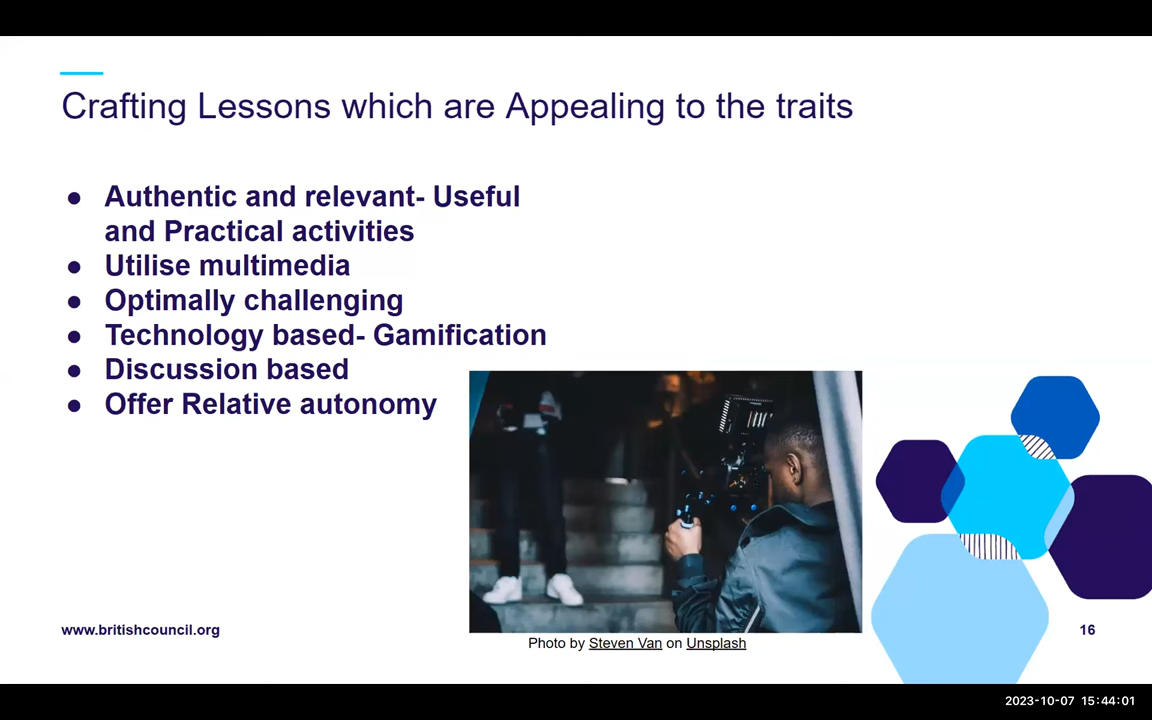 Crafting Lessons which are Appealing to the traits
● Authentic and relevant- Useful
and Practical activities
● Utilise multimedia
● Optimally challenging
● Technology based- Gamification
● Discussion based
● Offer Relative autonomy
www.britishcouncil.org
Photo by Steven Van on Unsplash
16
2023-10-07 15:44:01